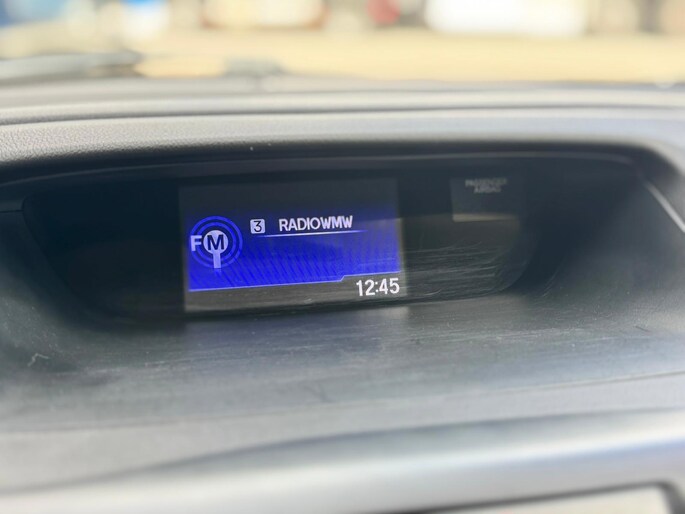 FM
3 RADIOWMW
12:45
PASSENGER
AIRBAG